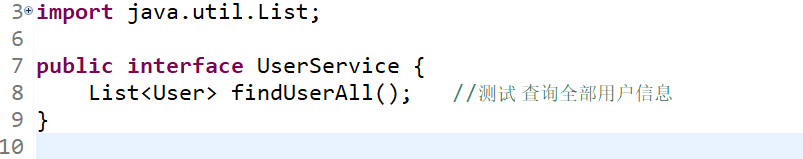 3 import java.util.List;
6
7 public interface UserService {
8     List<User> findUserAll();   //测试 查询全部用户信息
9 }
10